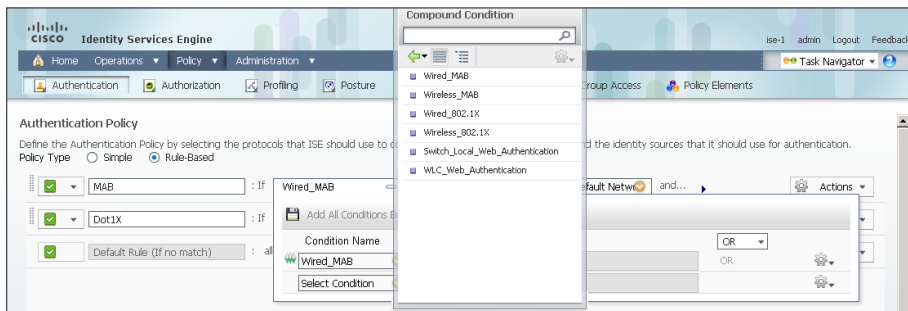 Compound Condition
CISCO Identity Services Engine
ise-1 admin Logout Feedback
Home Operations Policy Administration
Task Navigator
Authentication Authorization Profiling Posture
Group Access Policy Elements
Wired_MAB
Wireless_MAB
Wired_802.1X
Wireless_802.1X
Switch_Local_Web_Authentication
WLC_Web_Authentication
Authentication Policy
Define the Authentication Policy by selecting the protocols that ISE should use to
the identity sources that it should use for authentication.
Policy Type Simple Rule-Based
MAB : If Wired_MAB
and... Actions
Dot1X : If
Add All Conditions
Default Rule (If no match) :
Condition Name
OR
Wired_MAB
OR
Select Condition